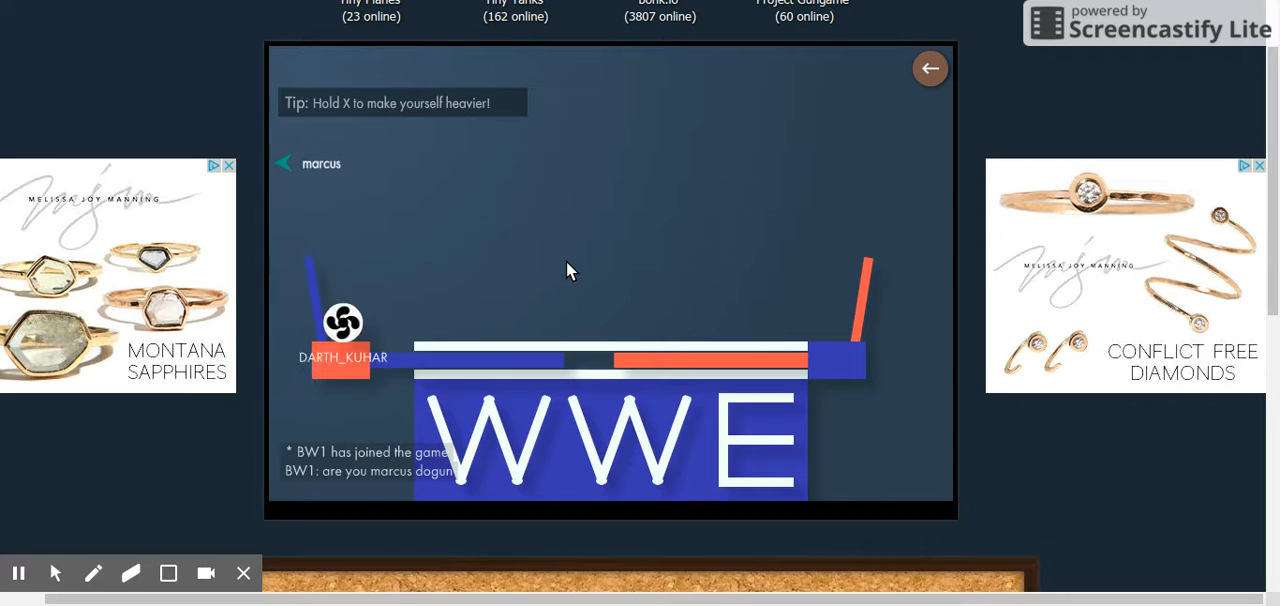 Tiny Planes
Tiny Tanks
Bonk.io
Project Gungame
(23 online)
(162 online)
(3807 online)
(60 online)
powered by
Screencastify Lite
Tip: Hold X to make yourself heavier!
marcus
DARTH_KUHAR
WWE
* BW1 has joined the game
BW1: are you marcus dogun
MELISSA JOY MANNING
MONTANA
SAPPHIRES
MELISSA JOY MANNING
CONFLICT FREE
DIAMONDS